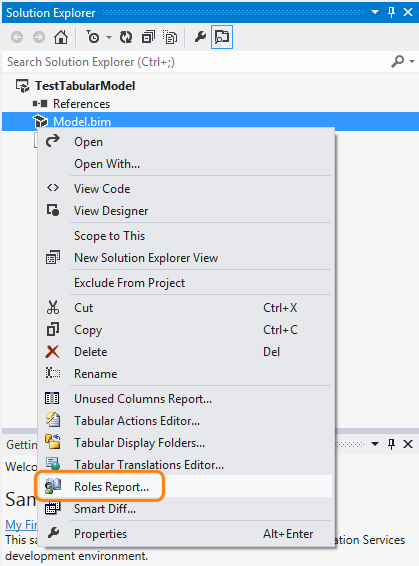 Solution Explorer
Search Solution Explorer (Ctrl+;)
TestTabularModel
References
Model.bim
Open
Open With...
View Code
View Designer
Scope to This
New Solution Explorer View
Exclude From Project
Cut Ctrl+X
Copy Ctrl+C
Delete Del
Rename
Unused Columns Report...
Tabular Actions Editor...
Tabular Display Folders...
Tabular Translations Editor...
Roles Report...
Smart Diff...
Properties Alt+Enter
Gettin
Welco
Sam
My Fi
This sa
ation Services
development environment.